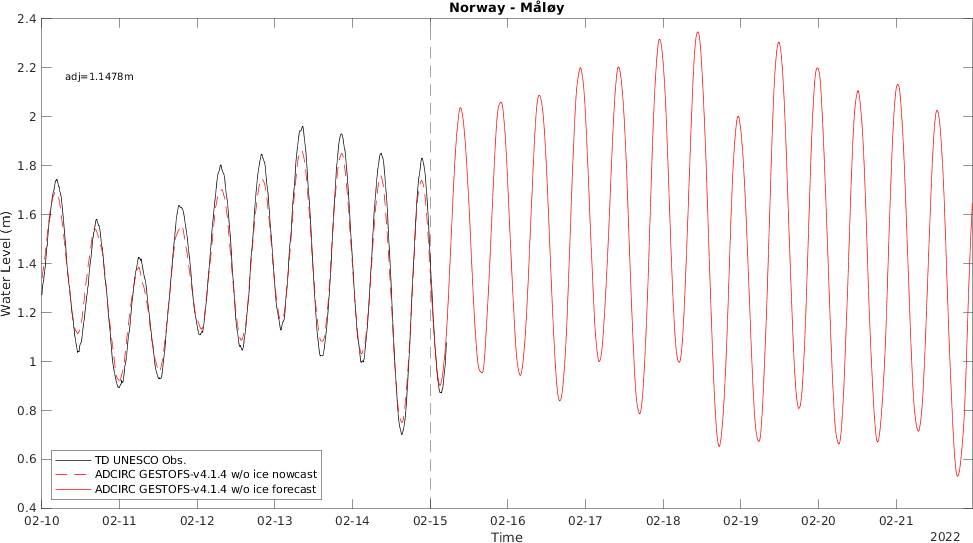 Norway - Måløy
2.4
2.2
2
1.8
1.6
1.4
1.2
1
0.8
0.6
0.4
Water Level (m)
adj=1.1478m
TD UNESCO Obs.
ADCIRC GESTOFS-v4.1.4 w/o ice nowcast
ADCIRC GESTOFS-v4.1.4 w/o ice forecast
02-10 02-11 02-12 02-13 02-14 02-15 02-16 02-17 02-18 02-19 02-20 02-21
Time
2022